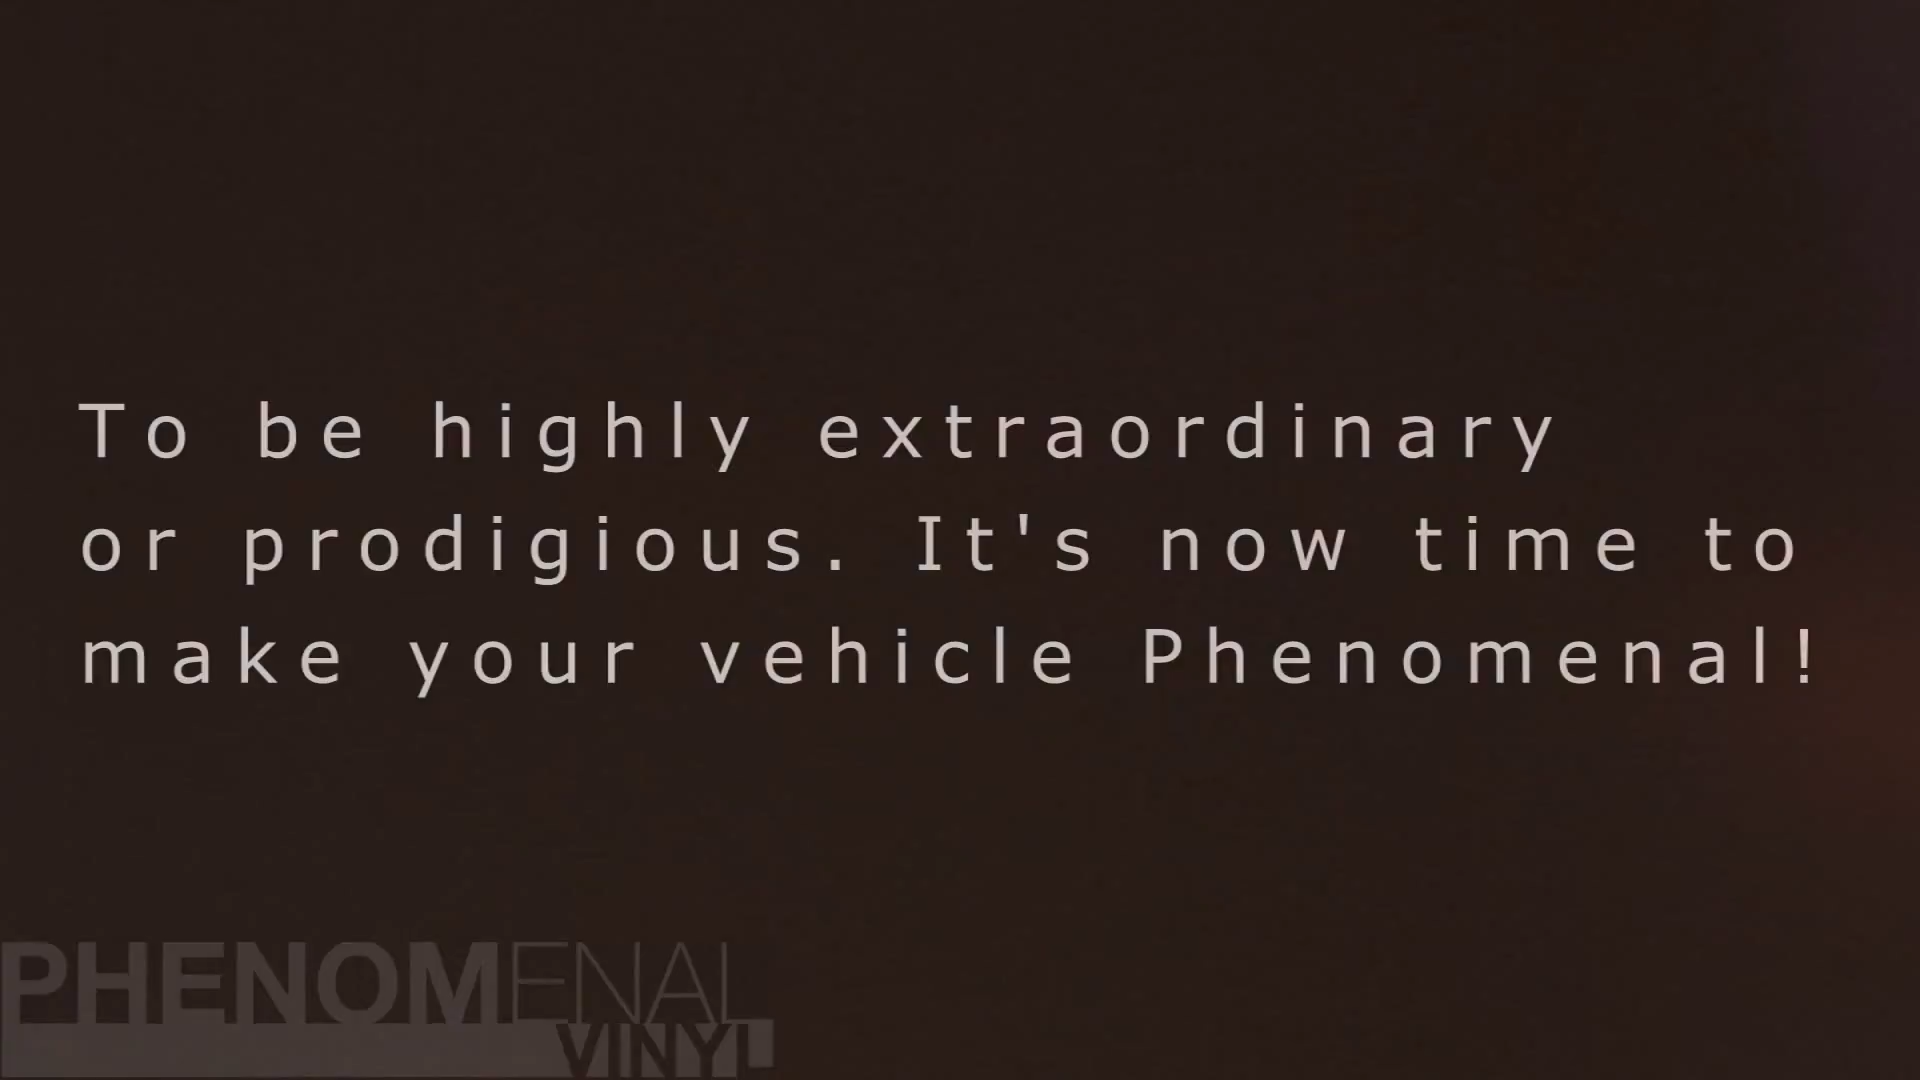 To be highly extraordinary
or prodigious. It's now time to
make your vehicle Phenomenal!
PHENOMENAL
VINYL